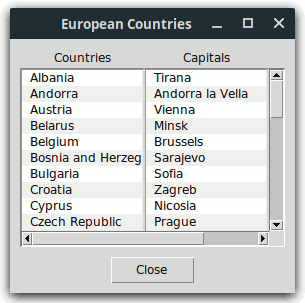 European Countries
Countries Capitals
Albania Tirana
Andorra Andorra la Vella
Austria Vienna
Belarus Minsk
Belgium Brussels
Bosnia and Herzeg Sarajevo
Bulgaria Sofia
Croatia Zagreb
Cyprus Nicosia
Czech Republic Prague
Close